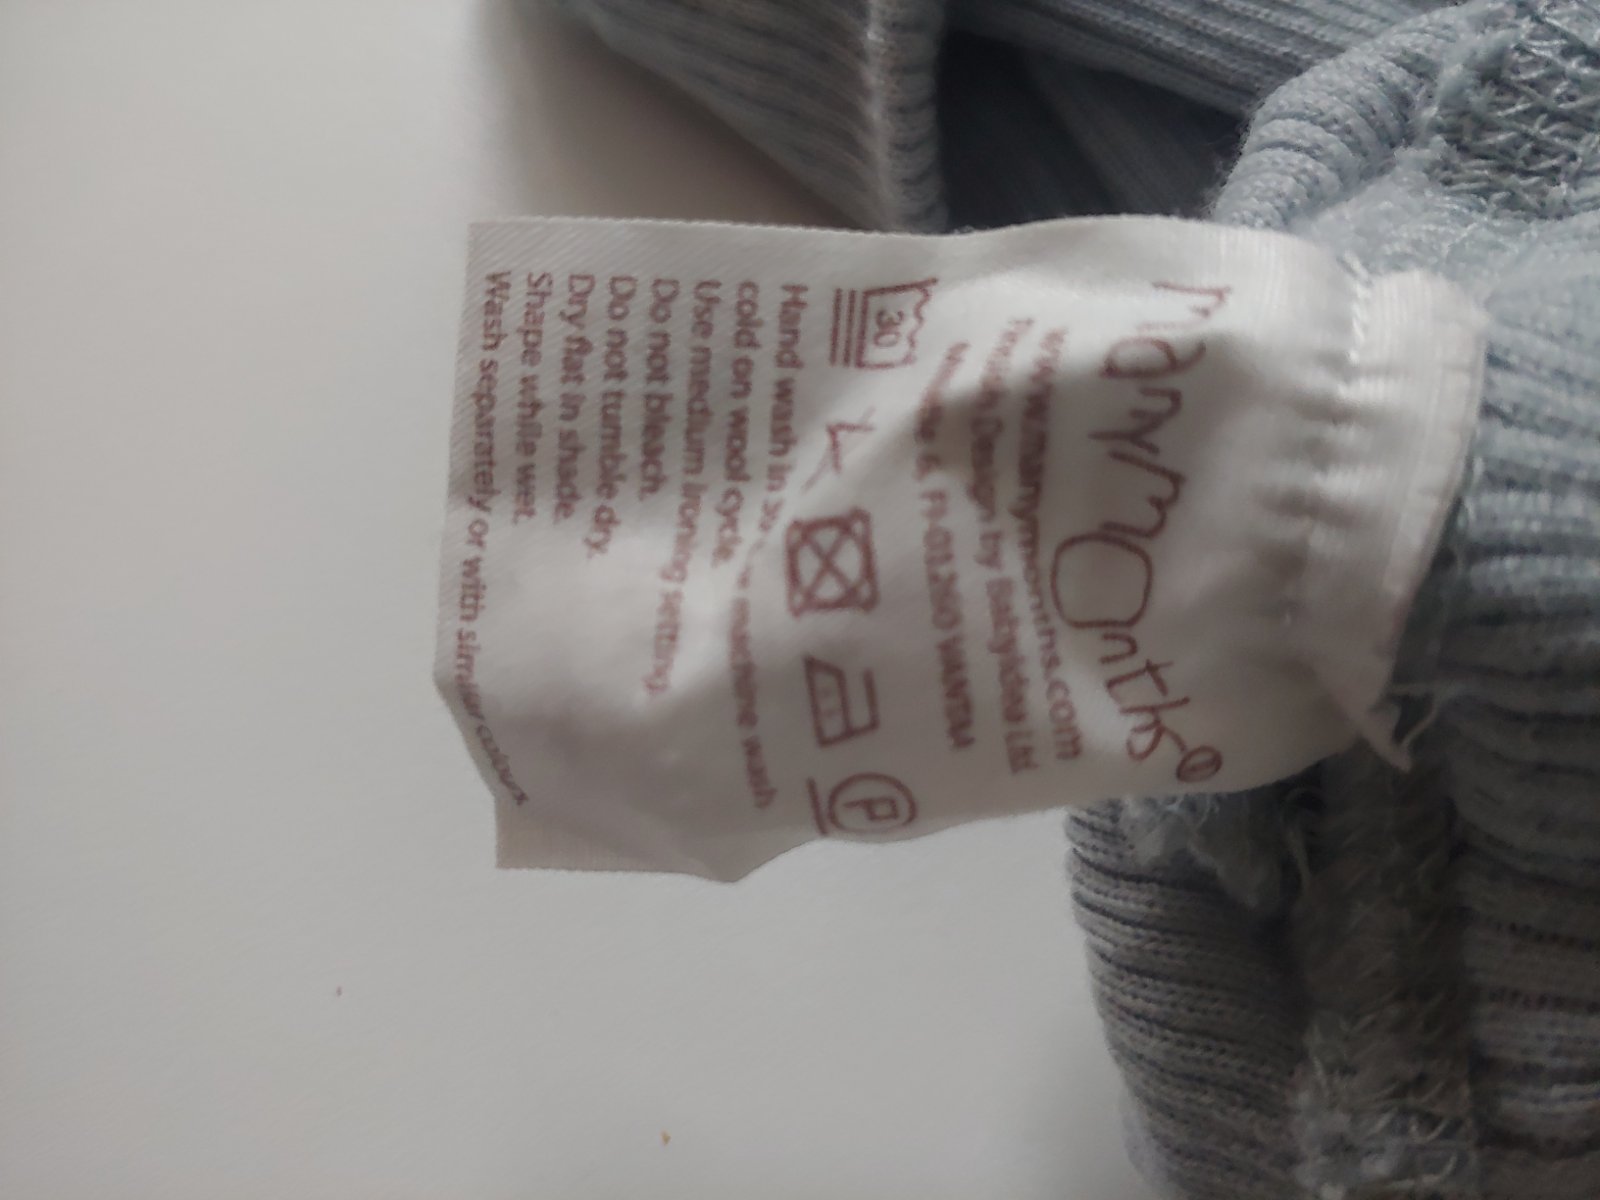 manymonths®
www.manymonths.com
Finnish Design by Babyidea Ltd
6, FI-01260 VANTAA
30 P
Hand wash in machine wash
cold on wool cycle.
Use medium ironing setting.
Do not bleach.
Do not tumble dry.
Dry flat in shade.
Shape while wet.
Wash separately or with similar colours